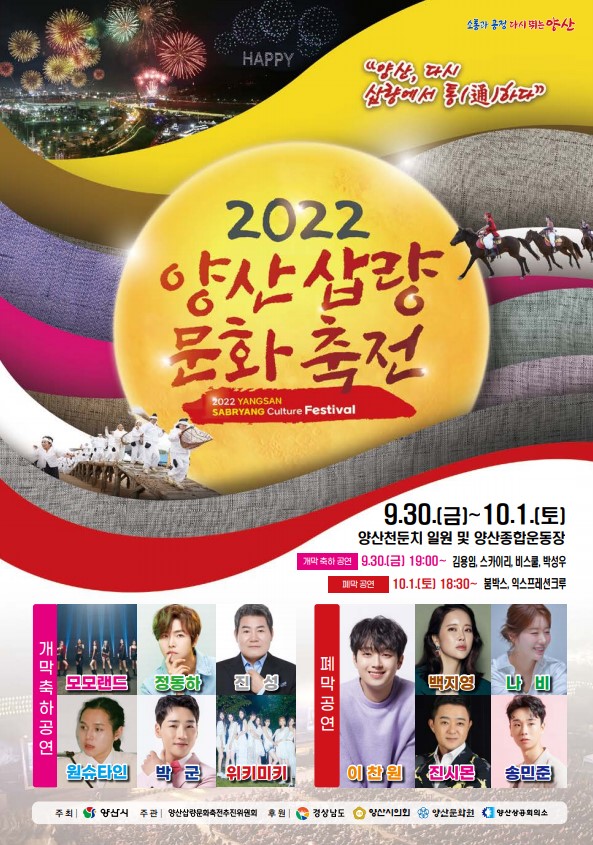 소통과 공정 다시 뛰는 양산
HAPPY
"양산, 다시
삽량에서 통(通)하다"
2022
양산삽량
문화축전
2022 YANGSAN
SABRYANG Culture Festival
9.30.(금)~ 10.1.(토)
양산천둔치 일원 및 양산종합운동장
개막 축하 공연 9.30.(금) 19:00~ 김용임, 스카이리, 비스쿨, 박성우
폐막 공연 10.1.(토) 18:30~ 붐박스, 익스프레션크루
개막축하공연
모모랜드
정동하
진성
원슈타인
박군
위키미키
폐막공연
이찬원
백지영
나비
진시몬
송민준
주최 | 양산시 주관 | 양산삽량문화축전추진위원회 후원 | 경상남도 양산시의회 양산문화원 양산상공회의소